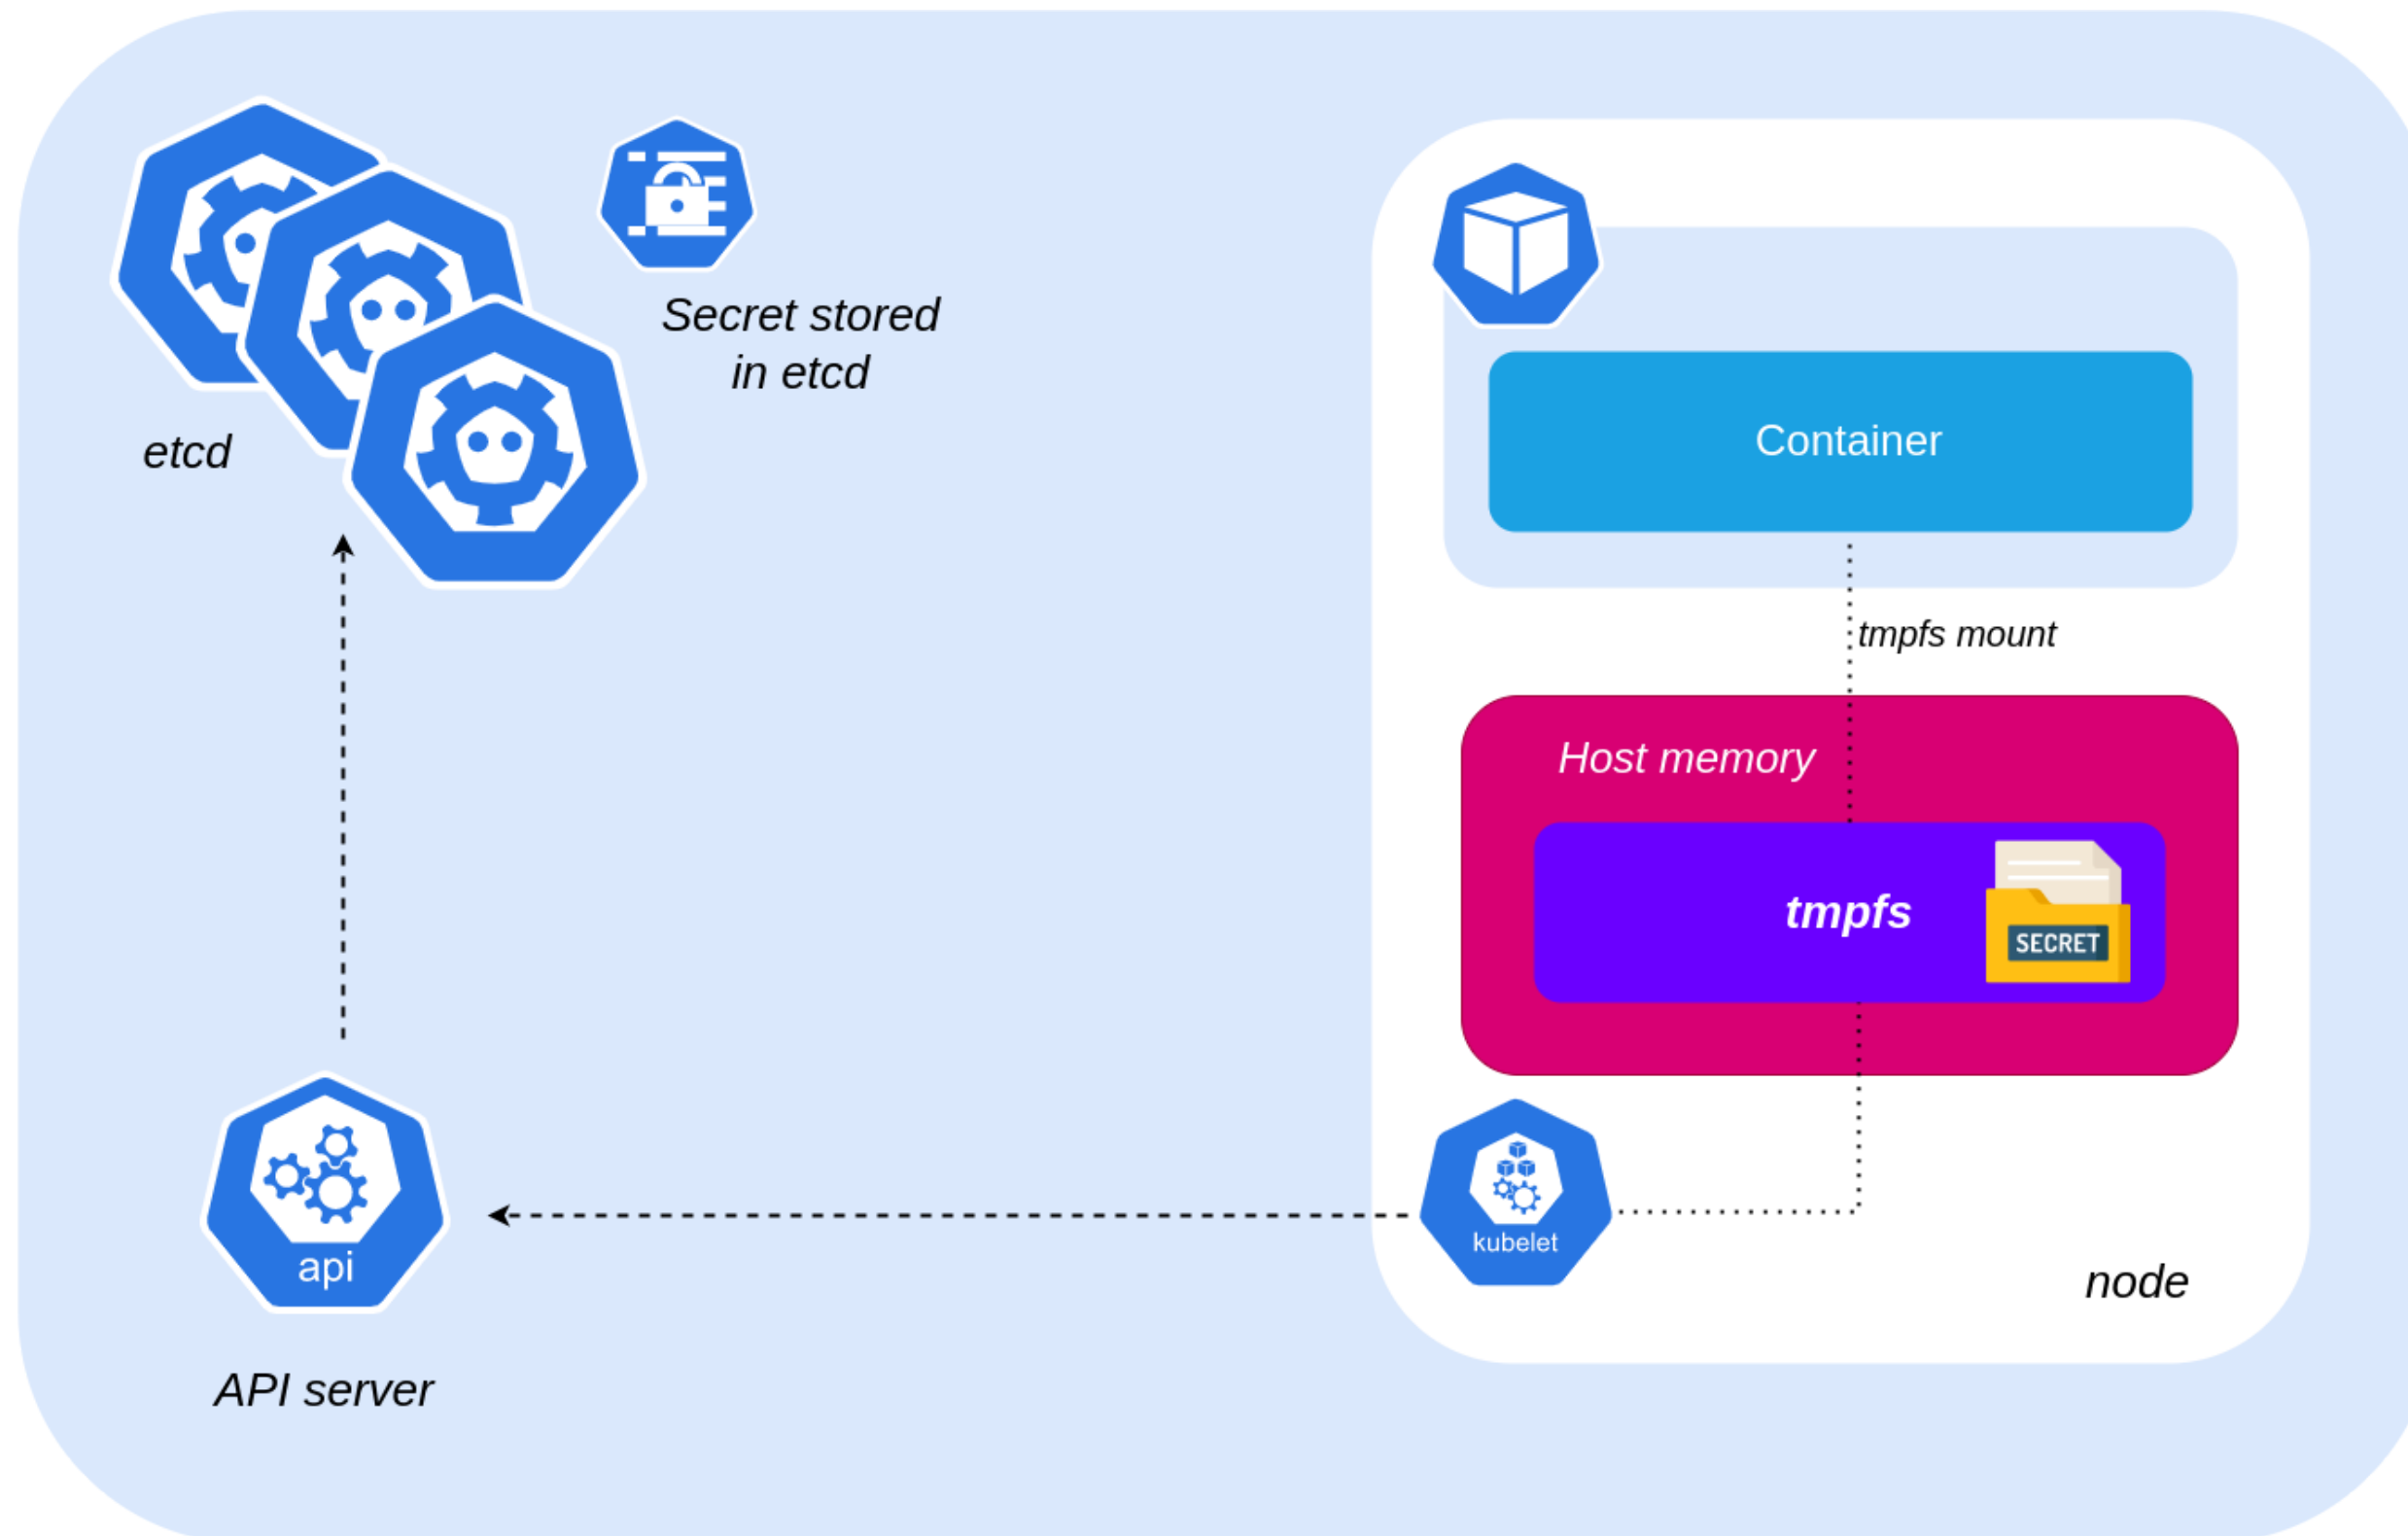 etcd
Secret stored
in etcd
Container
tmpfs mount
Host memory
tmpfs
SECRET
kubelet
node
api
API server